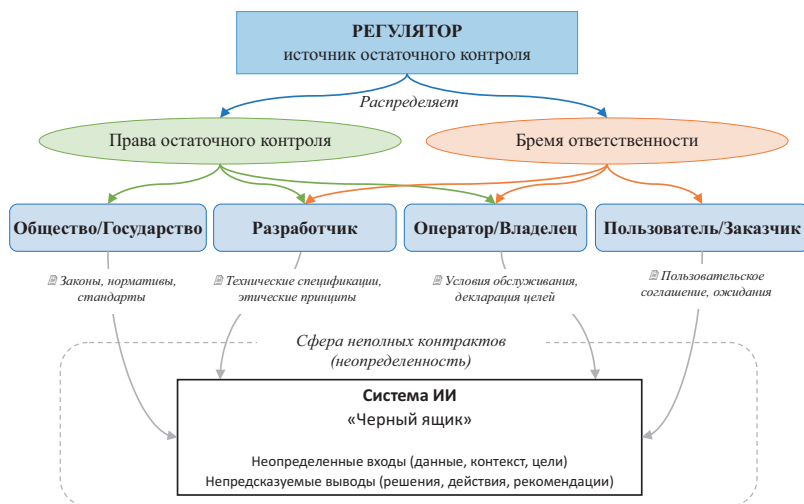 РЕГУЛЯТОР
источник остаточного контроля
Распределяет
Права остаточного контроля
Бремя ответственности
Общество/Государство
Разработчик
Оператор/Владелец
Пользователь/Заказчик
Законы, нормативы,
стандарты
Технические спецификации,
этические принципы
Условия обслуживания,
декларация целей
Пользовательское
соглашение, ожидания
Сфера неполных контрактов
(неопределенность)
Система ИИ
«Черный ящик»
Неопределенные входы (данные, контекст, цели)
Непредсказуемые выводы (решения, действия, рекомендации)